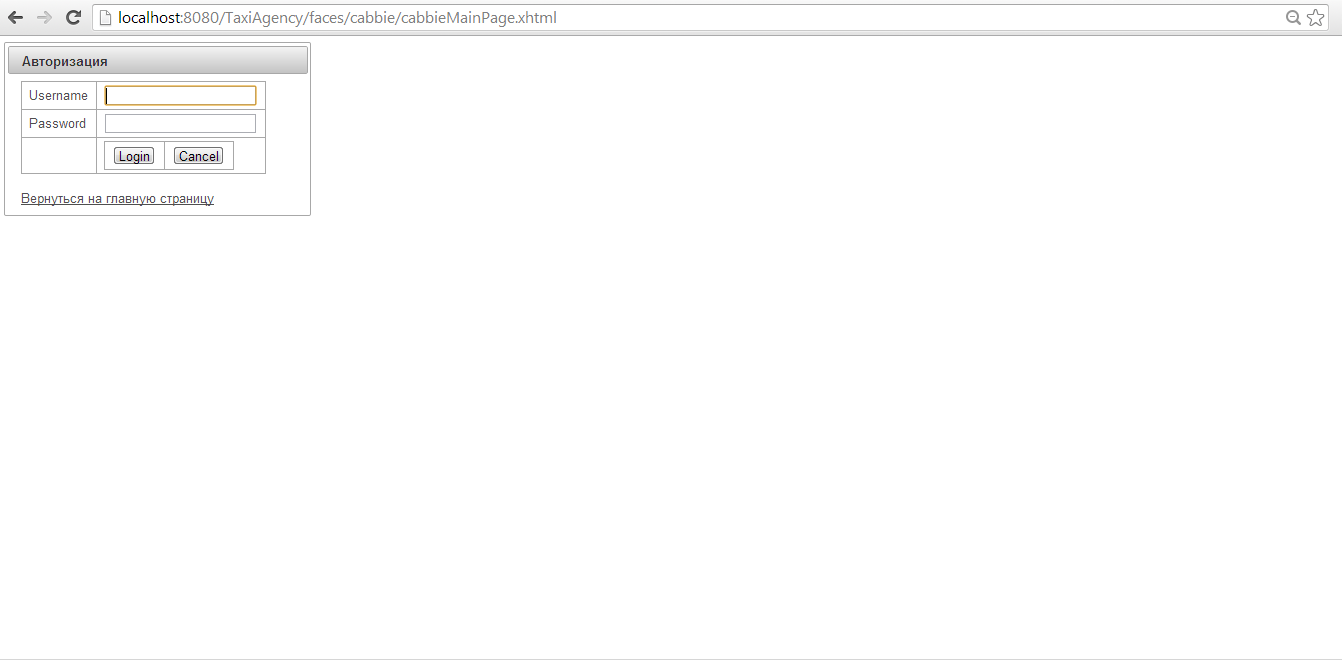 localhost:8080/TaxiAgency/faces/cabbie/cabbieMainPage.xhtml
Авторизация
Username
Password
Login Cancel
Вернуться на главную страницу